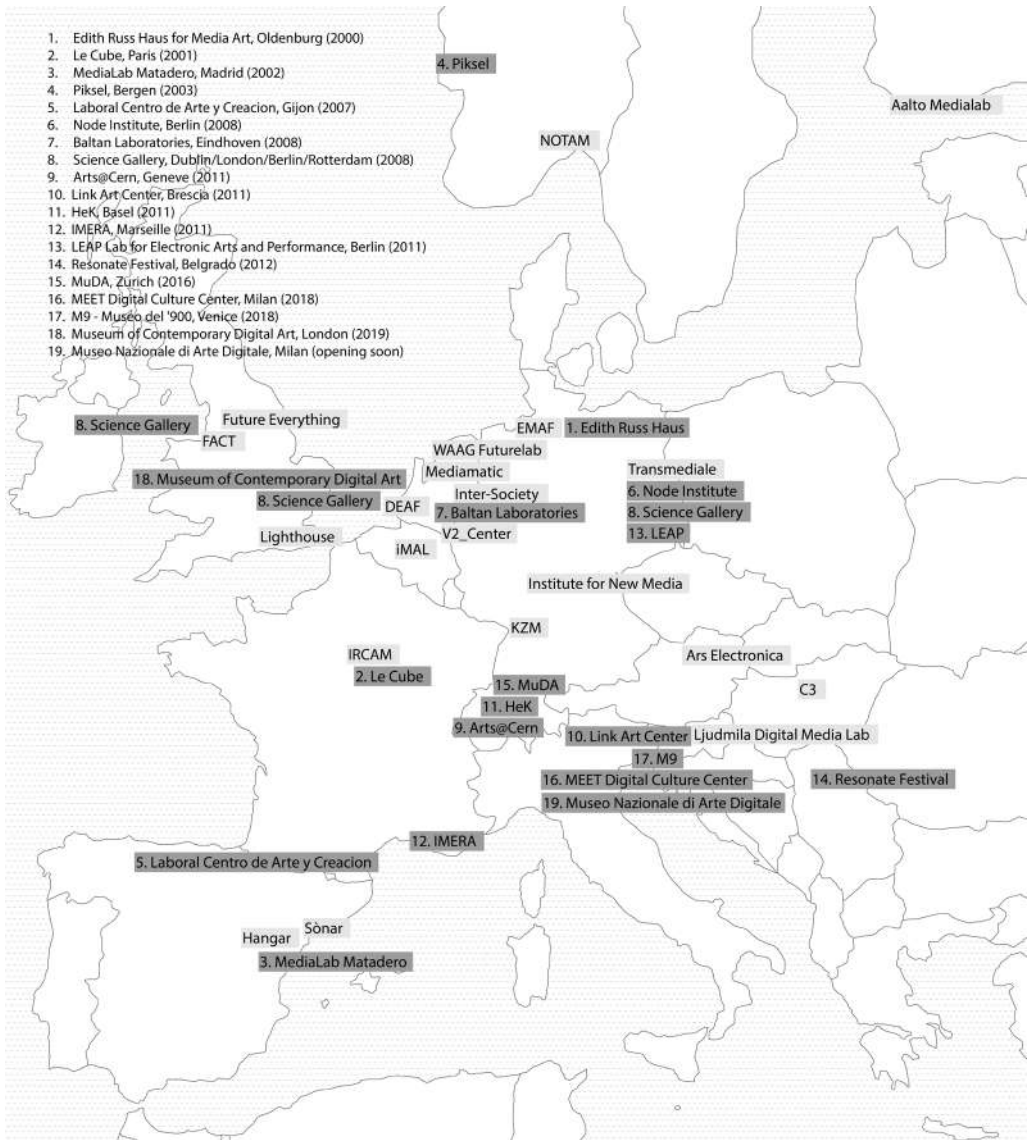 1. Edith Russ Haus for Media Art, Oldenburg (2000)
2. Le Cube, Paris (2001)
3. MediaLab Matadero, Madrid (2002)
4. Piksel, Bergen (2003)
5. Laboral Centro de Arte y Creacion, Gijon (2007)
6. Node Institute, Berlin (2008)
7. Baltan Laboratories, Eindhoven (2008)
8. Science Gallery, Dublin/London/Berlin/Rotterdam (2008)
9. Arts@Cern, Geneve (2011)
10. Link Art Center, Brescia (2011)
11. HeK, Basel (2011)
12. IMERA, Marseille (2011)
13. LEAP Lab for Electronic Arts and Performance, Berlin (2011)
14. Resonate Festival, Belgrado (2012)
15. MuDA, Zurich (2016)
16. MEET Digital Culture Center, Milan (2018)
17. M9 - Museo del '900, Venice (2018)
18. Museum of Contemporary Digital Art, London (2019)
19. Museo Nazionale di Arte Digitale, Milan (opening soon)
4. Piksel
Aalto Medialab
NOTAM
Future Everything
8. Science Gallery
FACT
EMAF
1. Edith Russ Haus
WAAG Futurelab
Mediamatic
Transmediale
18. Museum of Contemporary Digital Art
Inter-Society
6. Node Institute
8. Science Gallery
DEAF
7. Baltan Laboratories
8. Science Gallery
Lighthouse
V2_Center
13. LEAP
iMAL
Institute for New Media
KZM
IRCAM
Ars Electronica
2. Le Cube
15. MuDA
C3
11. HeK
9. Arts@Cern
10. Link Art Center
Ljudmila Digital Media Lab
17. M9
16. MEET Digital Culture Center
14. Resonate Festival
19. Museo Nazionale di Arte Digitale
12. IMERA
5. Laboral Centro de Arte y Creacion
Sònar
Hangar
3. MediaLab Matadero